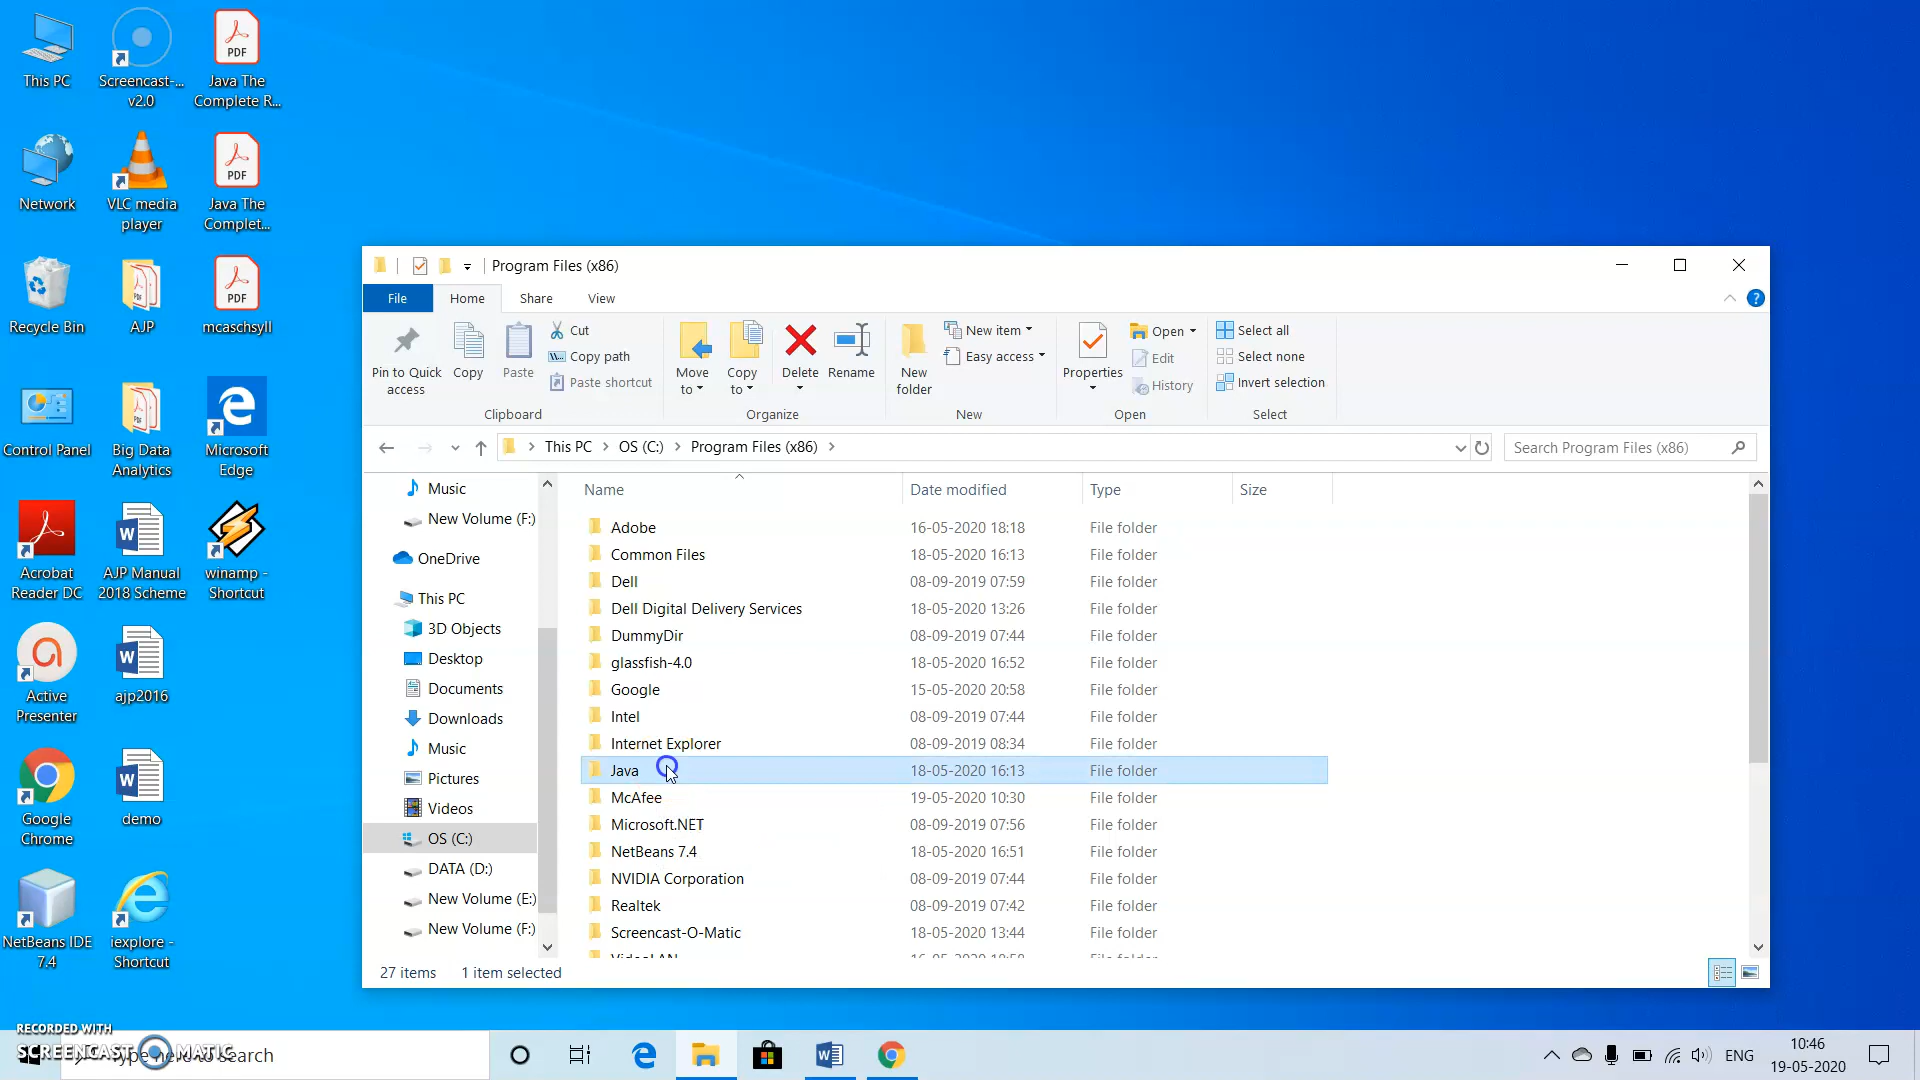 This PC
Screencast-...
v2.0
PDF
Java The
Complete R...
Network
VLC media
player
PDF
Java The
Complet...
Recycle Bin
AJP
PDF
mcaschsyll
Control Panel
Big Data
Analytics
Microsoft
Edge
Acrobat
Reader DC
AJP Manual
2018 Scheme
winamp -
Shortcut
Active
Presenter
ajp2016
Google
Chrome
demo
NetBeans IDE
7.4
iexplore -
Shortcut
Program Files (x86)
File
Home
Share
View
Pin to Quick
access
Copy
Paste
Cut
Copy path
Paste shortcut
Clipboard
Move
to
Copy
to
Delete
Rename
Organize
New
folder
New item
Easy access
New
Properties
Open
Edit
History
Open
Select all
Select none
Invert selection
Select
This PC > OS (C:) > Program Files (x86) >
Search Program Files (x86)
Music
New Volume (F:)
OneDrive
This PC
3D Objects
Desktop
Documents
Downloads
Music
Pictures
Videos
OS (C:)
DATA (D:)
New Volume (E:)
New Volume (F:)
Name Date modified Type Size
Adobe 16-05-2020 18:18 File folder
Common Files 18-05-2020 16:13 File folder
Dell 08-09-2019 07:59 File folder
Dell Digital Delivery Services 18-05-2020 13:26 File folder
DummyDir 08-09-2019 07:44 File folder
glassfish-4.0 18-05-2020 16:52 File folder
Google 15-05-2020 20:58 File folder
Intel 08-09-2019 07:44 File folder
Internet Explorer 08-09-2019 08:34 File folder
Java 18-05-2020 16:13 File folder
McAfee 19-05-2020 10:30 File folder
Microsoft.NET 08-09-2019 07:56 File folder
NetBeans 7.4 18-05-2020 16:51 File folder
NVIDIA Corporation 08-09-2019 07:44 File folder
Realtek 08-09-2019 07:42 File folder
Screencast-O-Matic 18-05-2020 13:44 File folder
27 items 1 item selected
RECORDED WITH
SCREENCAST MATIC
Type here to search
ENG
10:46
19-05-2020